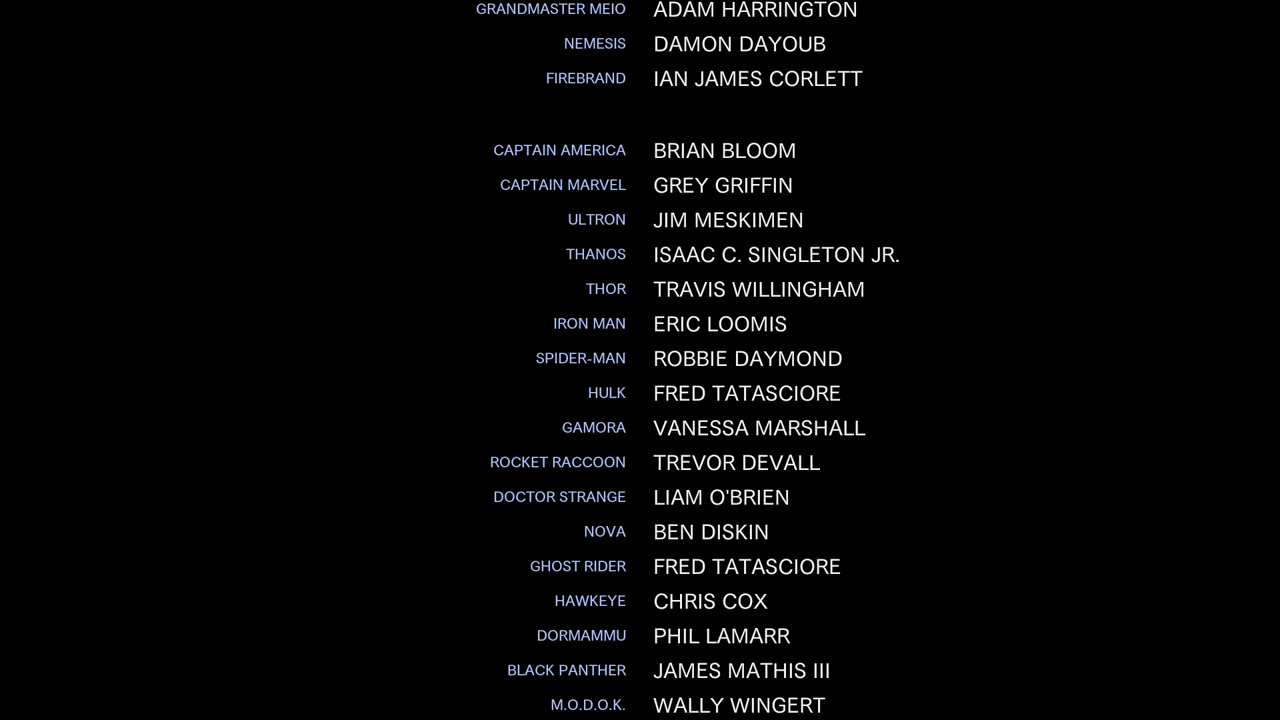 GRANDMASTER MEIO ADAM HARRINGTON
NEMESIS DAMON DAYOUB
FIREBRAND IAN JAMES CORLETT
CAPTAIN AMERICA BRIAN BLOOM
CAPTAIN MARVEL GREY GRIFFIN
ULTRON JIM MESKIMEN
THANOS ISAAC C. SINGLETON JR.
THOR TRAVIS WILLINGHAM
IRON MAN ERIC LOOMIS
SPIDER-MAN ROBBIE DAYMOND
HULK FRED TATASCIORE
GAMORA VANESSA MARSHALL
ROCKET RACCOON TREVOR DEVALL
DOCTOR STRANGE LIAM O'BRIEN
NOVA BEN DISKIN
GHOST RIDER FRED TATASCIORE
HAWKEYE CHRIS COX
DORMAMMU PHIL LAMARR
BLACK PANTHER JAMES MATHIS III
M.O.D.O.K. WALLY WINGERT